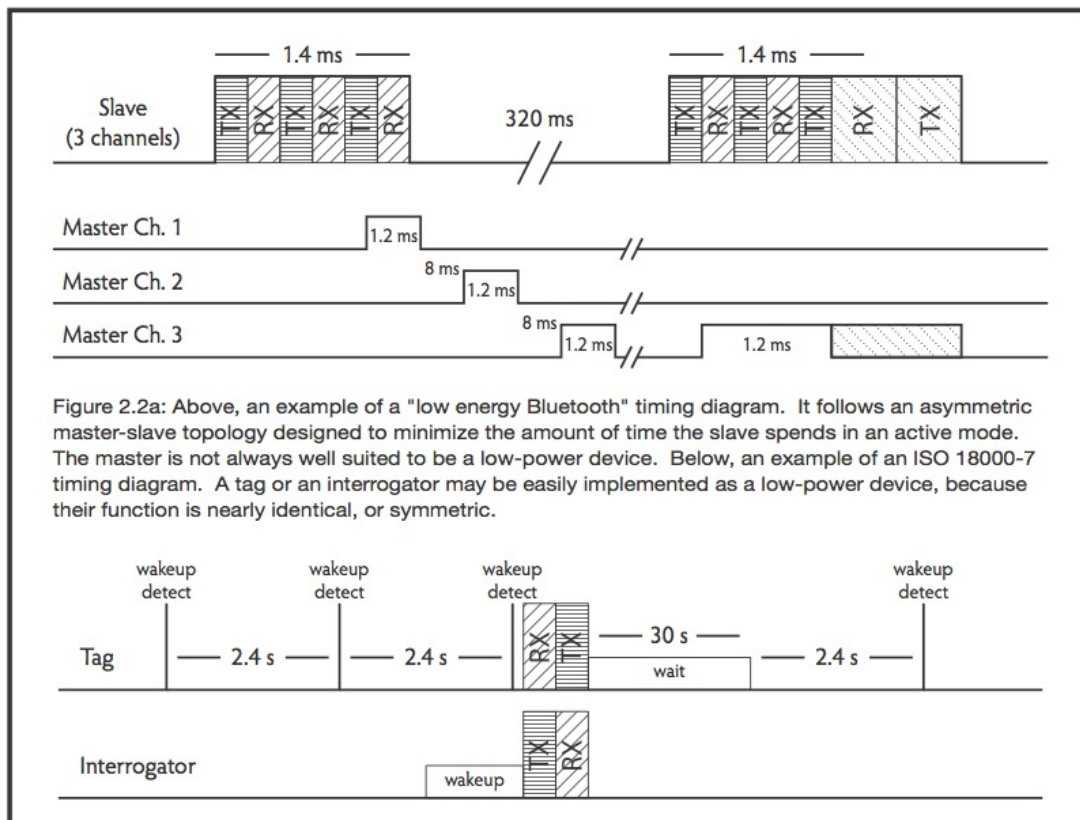 1.4 ms
1.4 ms
Slave
(3 channels)
TX RX TX RX TX RX
320 ms
TX RX TX RX TX RX TX
Master Ch. 1
1.2 ms
Master Ch. 2
8 ms
1.2 ms
Master Ch. 3
8 ms
1.2 ms
1.2 ms
Figure 2.2a: Above, an example of a "low energy Bluetooth" timing diagram. It follows an asymmetric
master-slave topology designed to minimize the amount of time the slave spends in an active mode.
The master is not always well suited to be a low-power device. Below, an example of an ISO 18000-7
timing diagram. A tag or an interrogator may be easily implemented as a low-power device, because
their function is nearly identical, or symmetric.
wakeup
detect
wakeup
detect
wakeup
detect
wakeup
detect
Tag
2.4 s
2.4 s
RX TX
30 s
wait
2.4 s
Interrogator
wakeup
TX RX